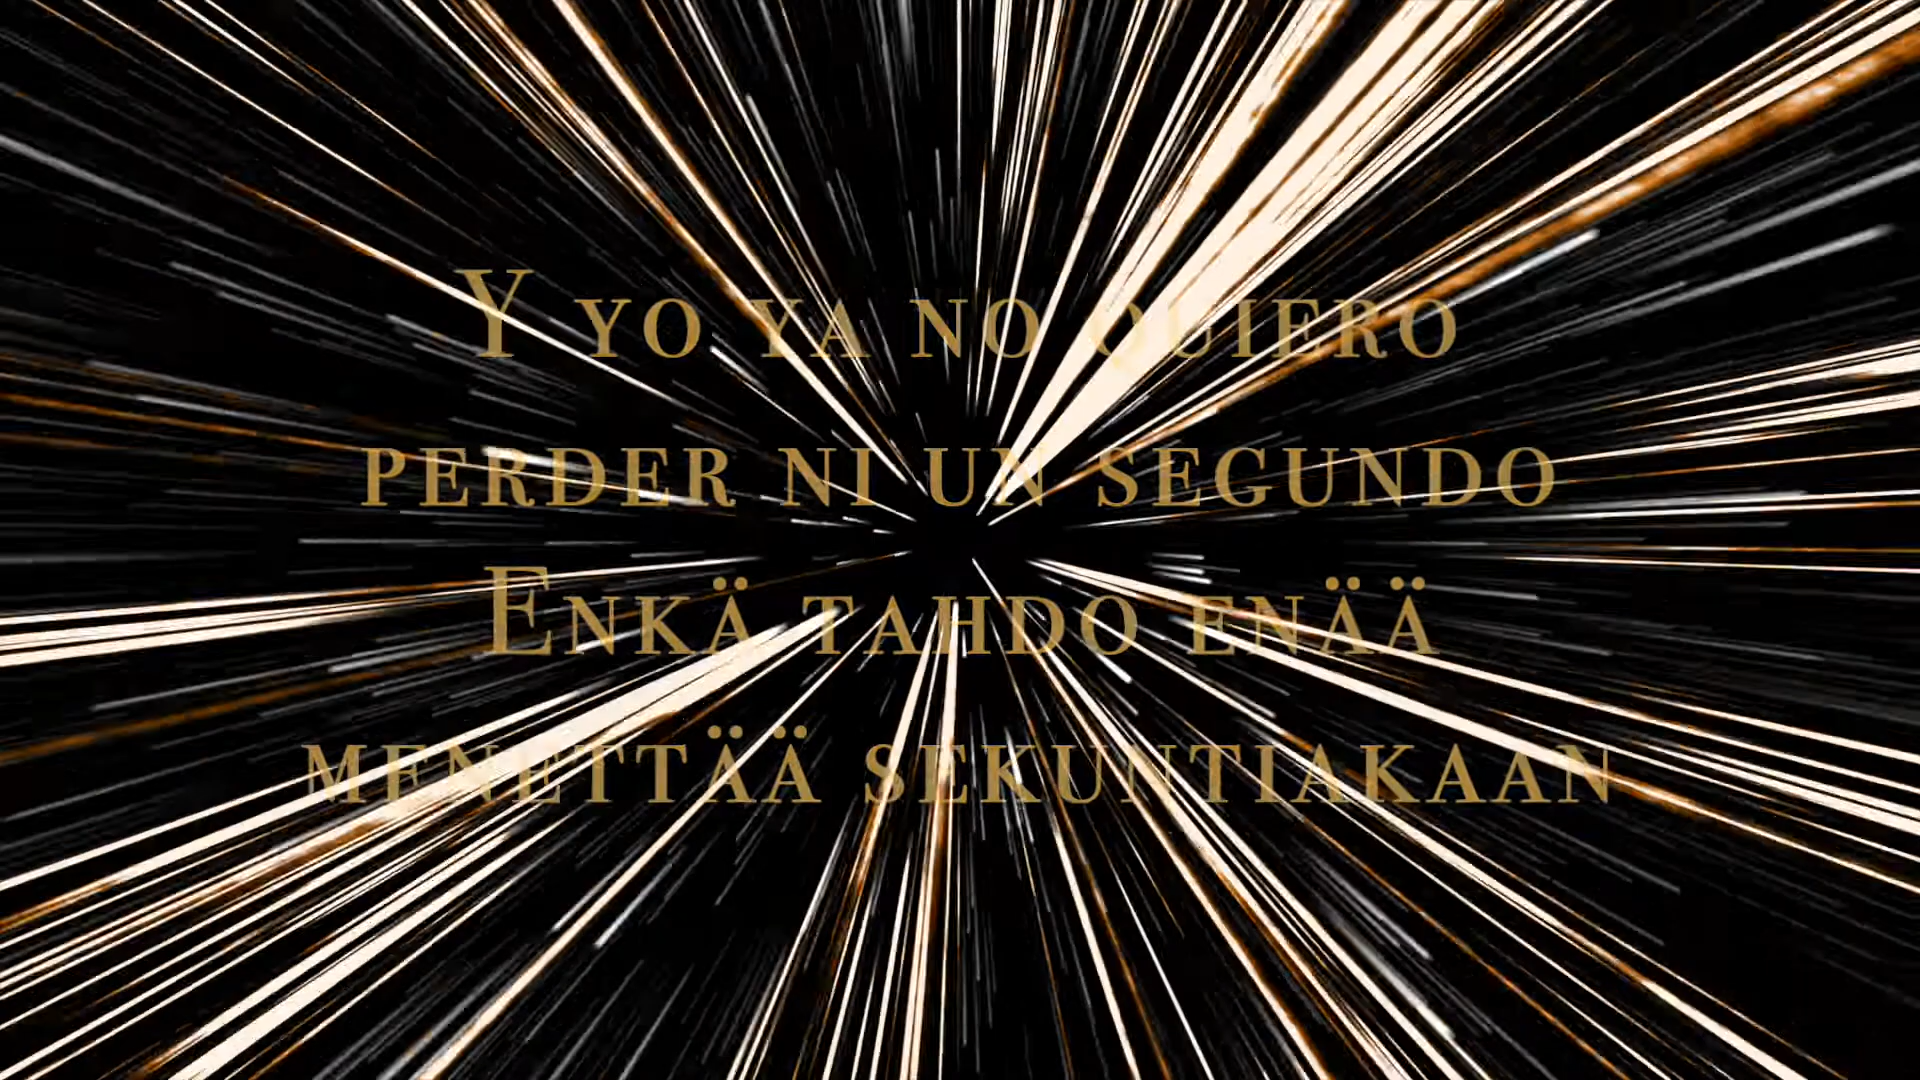 Y yo ya no quiero
perder ni un segundo
Enkä tahdo enää
menettää sekuntiakaan